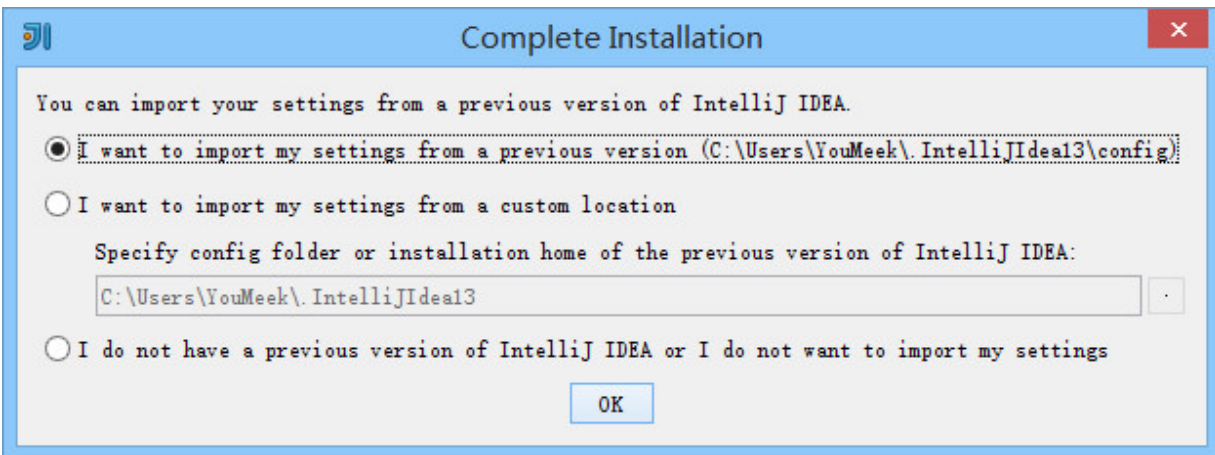 Complete Installation
You can import your settings from a previous version of IntelliJ IDEA.
I want to import my settings from a previous version (C:\Users\YouMeek\.IntelliJIdea13\config)
I want to import my settings from a custom location
Specify config folder or installation home of the previous version of IntelliJ IDEA:
C:\Users\YouMeek\.IntelliJIdea13
.
I do not have a previous version of IntelliJ IDEA or I do not want to import my settings
OK